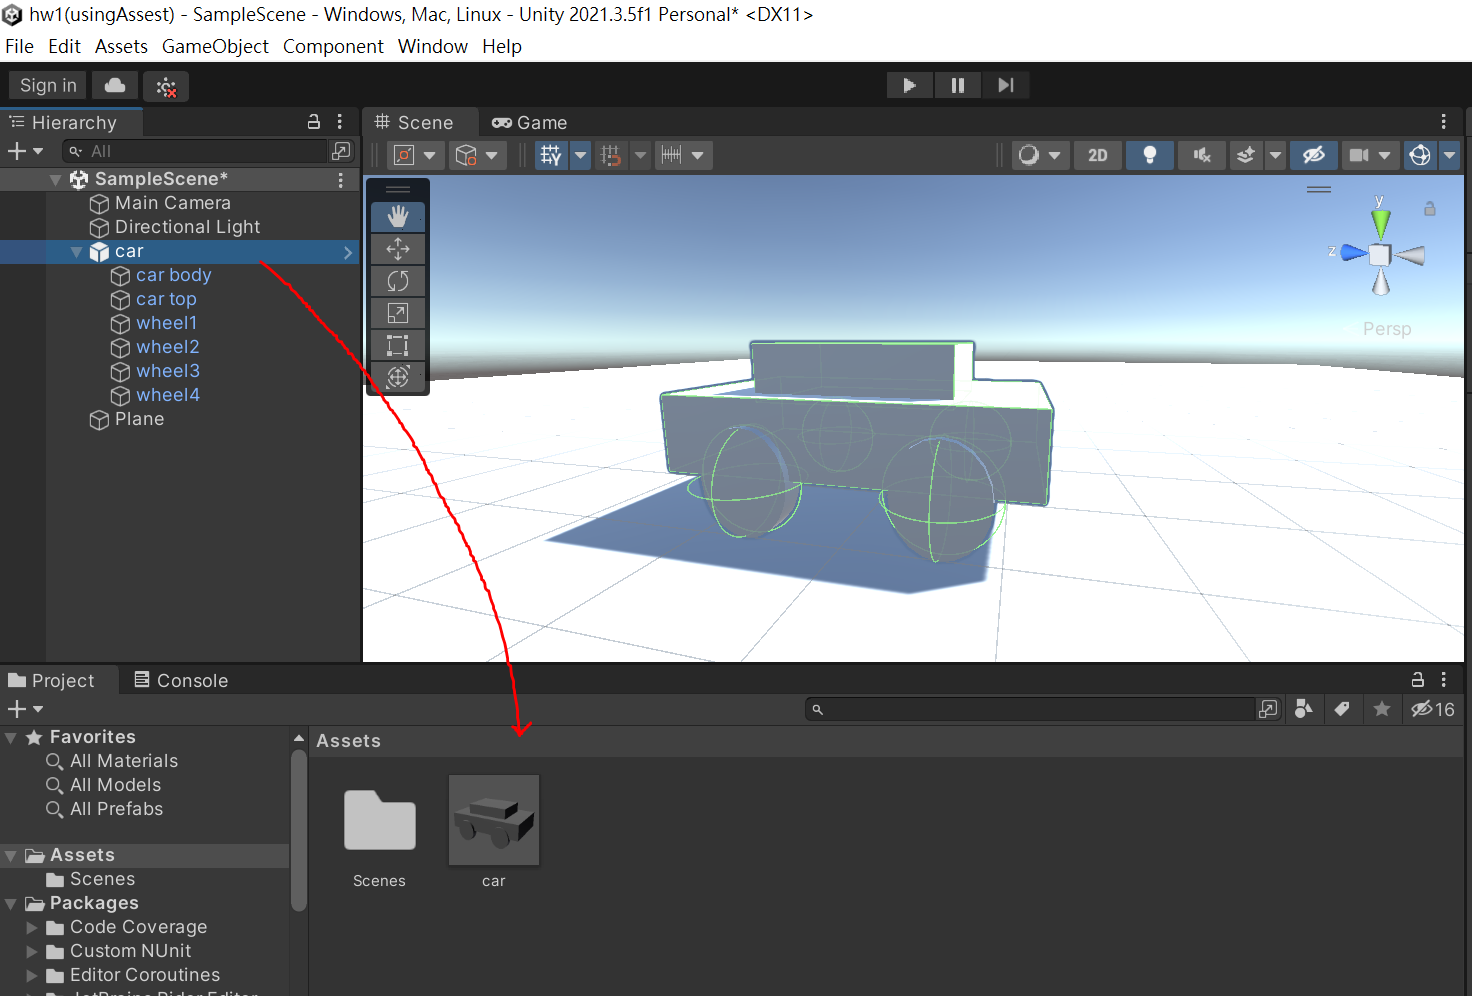 hw1(usingAssest) - SampleScene - Windows, Mac, Linux - Unity 2021.3.5f1 Personal* <DX11>
File Edit Assets GameObject Component Window Help
Sign in
Hierarchy
All
SampleScene*
Main Camera
Directional Light
car
car body
car top
wheel1
wheel2
wheel3
wheel4
Plane
Scene
Game
2D
y
z
Persp
Project
Console
16
Favorites
All Materials
All Models
All Prefabs
Assets
Scenes
Packages
Code Coverage
Custom NUnit
Editor Coroutines
JetBrains Rider Editor
Assets
Scenes
car